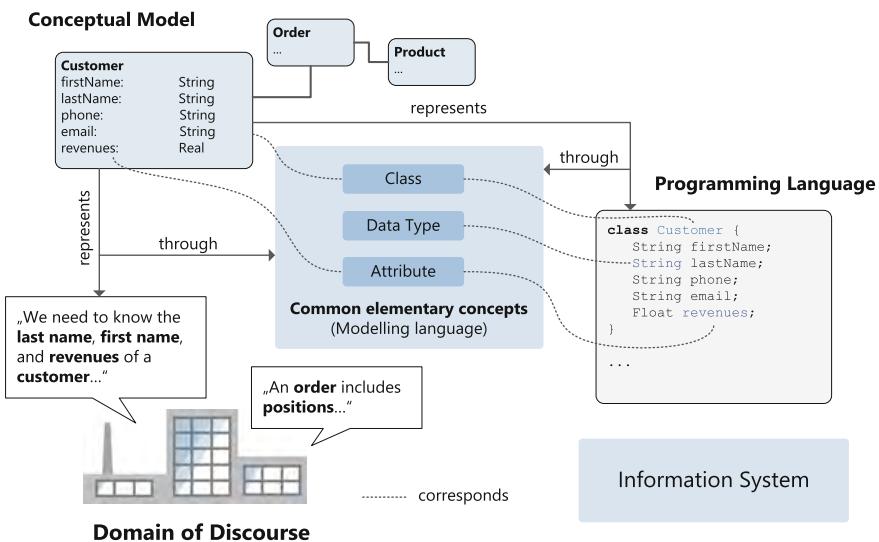 Conceptual Model
Order
...
Product
...
Customer
firstName: String
lastName: String
phone: String
email: String
revenues: Real
represents
through
represents
through
Class
Data Type
Attribute
Common elementary concepts
(Modelling language)
Programming Language
class Customer {
String firstName;
String lastName;
String phone;
String email;
Float revenues;
}
...
„We need to know the
last name, first name,
and revenues of a
customer...“
„An order includes
positions...“
corresponds
Information System
Domain of Discourse